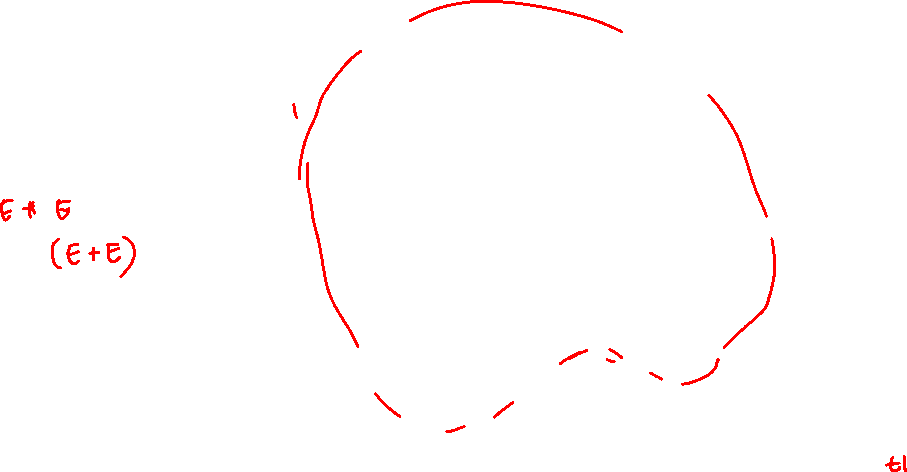 E * E
(E + E)